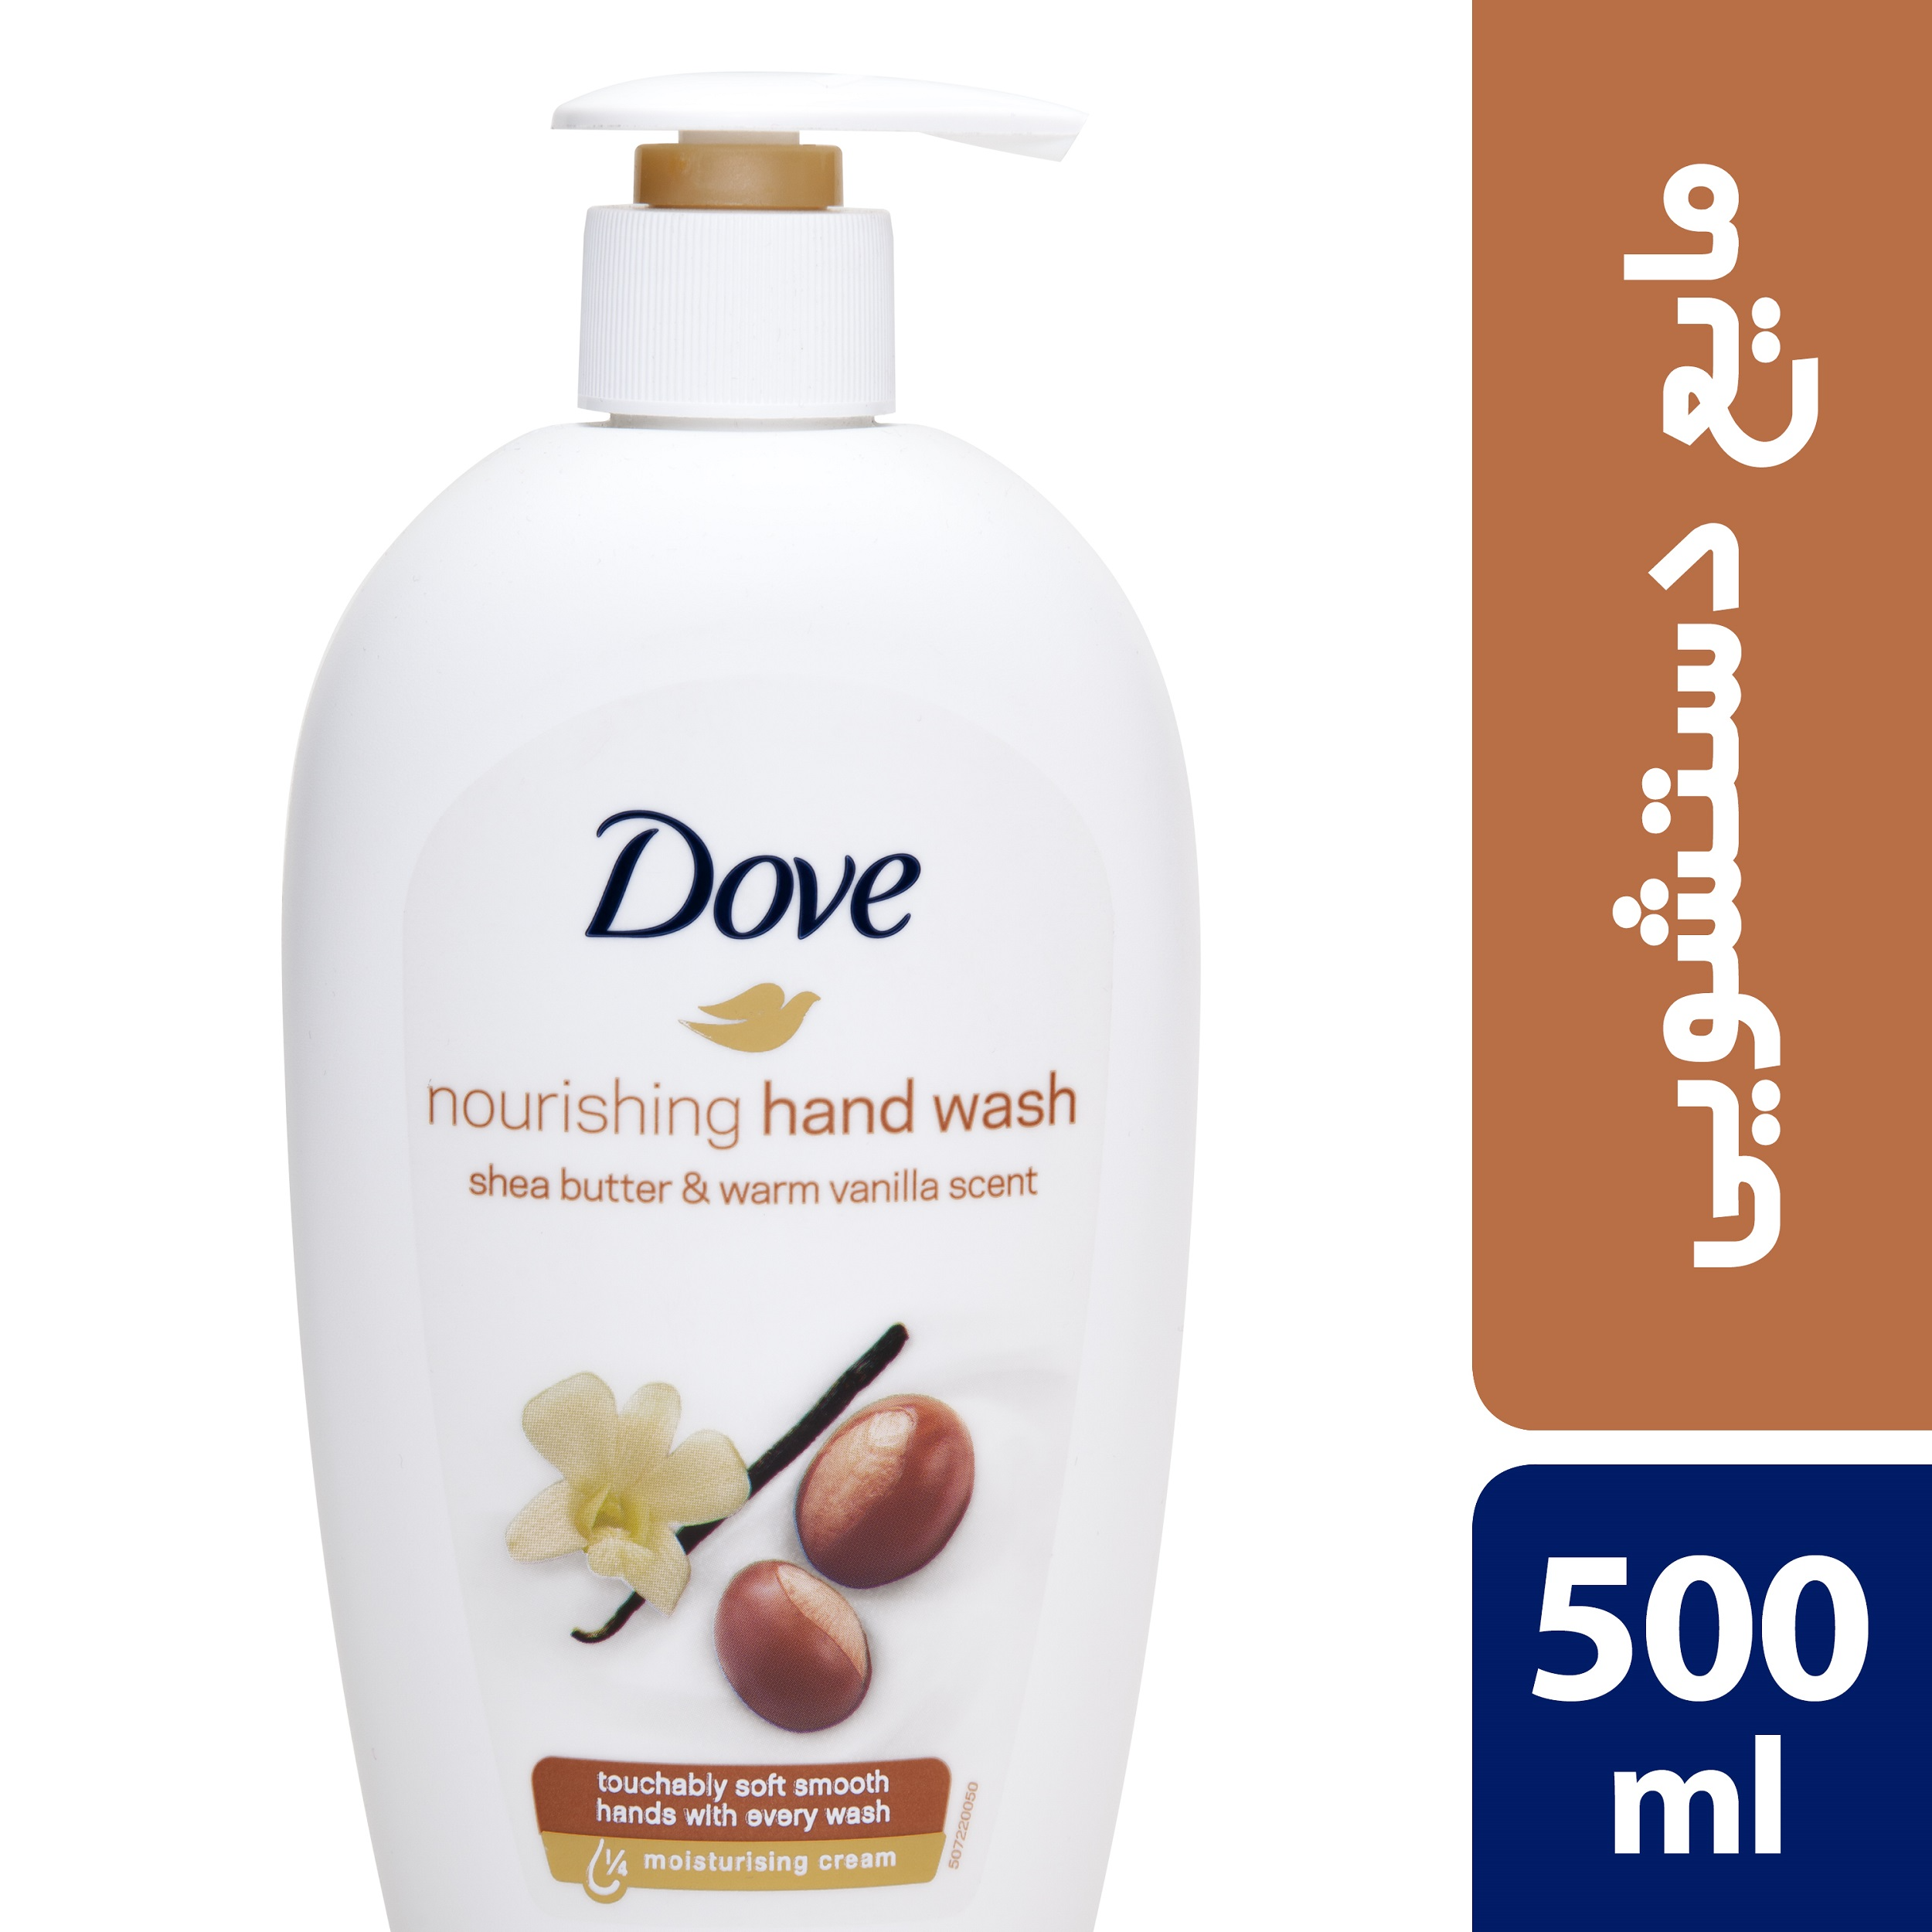 Dove
nourishing hand wash
shea butter & warm vanilla scent
touchably soft smooth
hands with every wash
1/4 moisturising cream
507220050
مایع دستشویی
500
ml